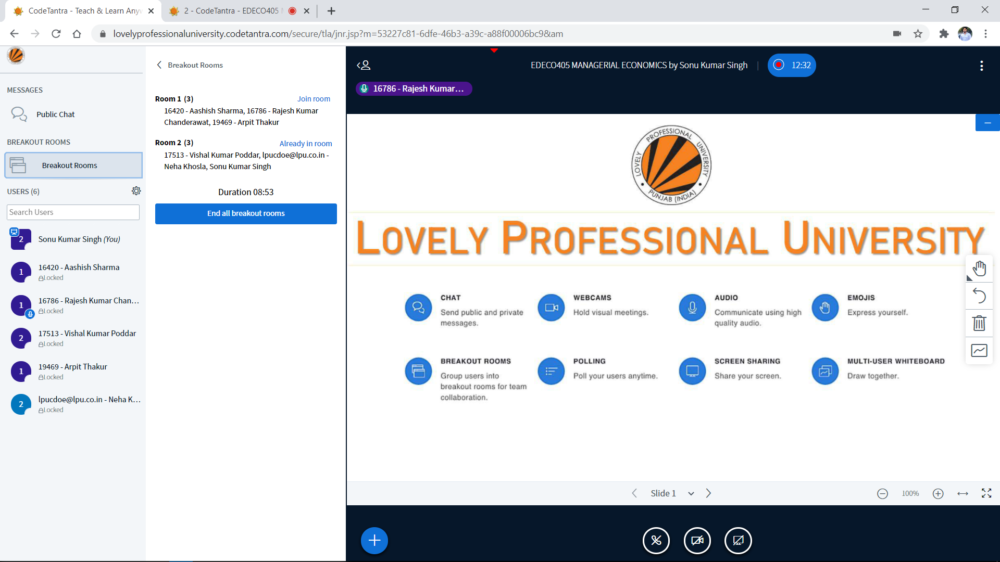 CodeTantra - Teach & Learn Any
2 - CodeTantra - EDECO405
lovelyprofessionaluniversity.codetantra.com/secure/tla/jnr.jsp?m=53227c81-6dfe-46b3-a39c-a88f00006bc9&am
MESSAGES
Public Chat
BREAKOUT ROOMS
Breakout Rooms
USERS (6)
Search Users
2
Sonu Kumar Singh (You)
1
16420 - Aashish Sharma
Locked
1
16786 - Rajesh Kumar Chan...
Locked
2
17513 - Vishal Kumar Poddar
Locked
1
19469 - Arpit Thakur
Locked
2
lpucdoe@lpu.co.in - Neha K...
Locked
Breakout Rooms
Room 1 (3)
Join room
16420 - Aashish Sharma, 16786 - Rajesh Kumar
Chanderawat, 19469 - Arpit Thakur
Room 2 (3)
Already in room
17513 - Vishal Kumar Poddar, lpucdoe@lpu.co.in -
Neha Khosla, Sonu Kumar Singh
Duration 08:53
End all breakout rooms
EDECO405 MANAGERIAL ECONOMICS by Sonu Kumar Singh
12:32
16786 - Rajesh Kumar...
LOVELY PROFESSIONAL UNIVERSITY
PUNJAB (INDIA)
LOVELY PROFESSIONAL UNIVERSITY
CHAT
Send public and private
messages.
WEBCAMS
Hold visual meetings.
AUDIO
Communicate using high
quality audio.
EMOJIS
Express yourself.
BREAKOUT ROOMS
Group users into
breakout rooms for team
collaboration.
POLLING
Poll your users anytime.
SCREEN SHARING
Share your screen.
MULTI-USER WHITEBOARD
Draw together.
Slide 1
100%